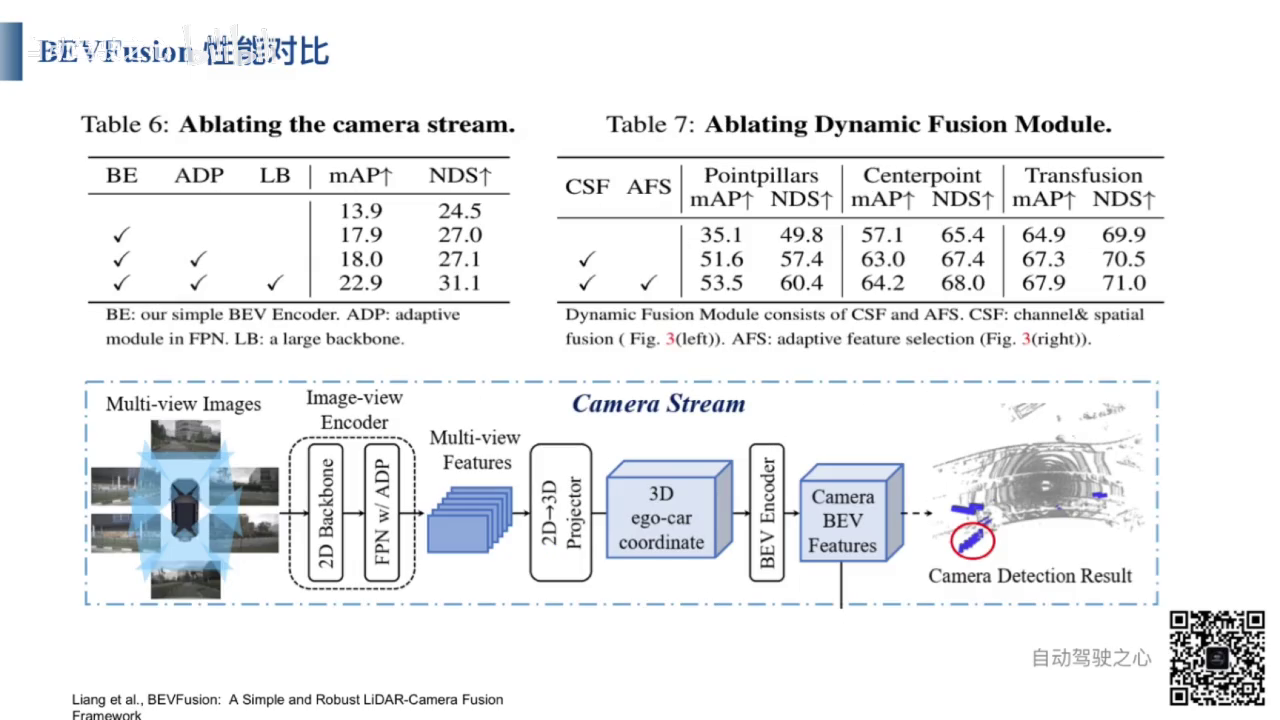 BEVFusion 性能对比
Table 6: Ablating the camera stream.
BE ADP LB mAP↑ NDS↑
13.9 24.5
✓ 17.9 27.0
✓ ✓ 18.0 27.1
✓ ✓ ✓ 22.9 31.1
BE: our simple BEV Encoder. ADP: adaptive
module in FPN. LB: a large backbone.
Table 7: Ablating Dynamic Fusion Module.
Pointpillars Centerpoint Transfusion
CSF AFS mAP↑ NDS↑ mAP↑ NDS↑ mAP↑ NDS↑
35.1 49.8 57.1 65.4 64.9 69.9
✓ 51.6 57.4 63.0 67.4 67.3 70.5
✓ ✓ 53.5 60.4 64.2 68.0 67.9 71.0
Dynamic Fusion Module consists of CSF and AFS. CSF: channel& spatial
fusion ( Fig. 3(left)). AFS: adaptive feature selection (Fig. 3(right)).
Camera Stream
Multi-view Images
Image-view
Encoder
2D Backbone
FPN w/ ADP
Multi-view
Features
2D→3D
Projector
3D
ego-car
coordinate
BEV Encoder
Camera
BEV
Features
Camera Detection Result
自动驾驶之心
Liang et al., BEVFusion: A Simple and Robust LiDAR-Camera Fusion
Framework